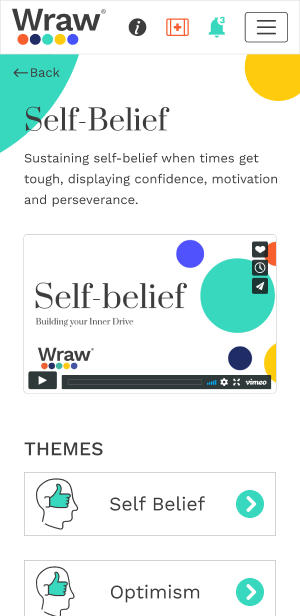 Wraw®
3
Back
Self-Belief
Sustaining self-belief when times get
tough, displaying confidence, motivation
and perseverance.
Self-belief
Building your Inner Drive
Wraw
vimeo
THEMES
Self Belief
Optimism